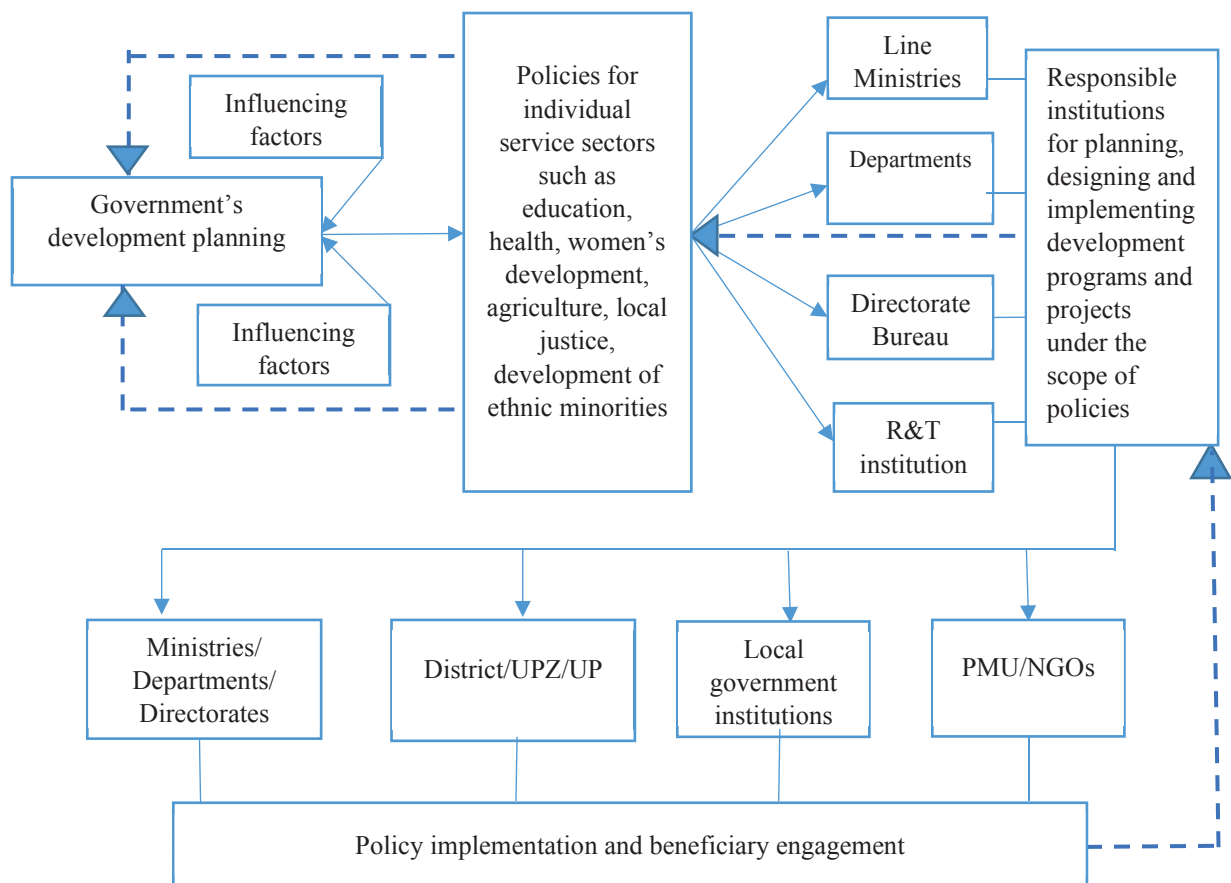 Influencing
factors
Government's
development planning
Influencing
factors
Policies for
individual
service sectors
such as
education,
health, women's
development,
agriculture, local
justice,
development of
ethnic minorities
Line
Ministries
Departments
Directorate
Bureau
R&T
institution
Responsible
institutions
for planning,
designing and
implementing
development
programs and
projects
under the
scope of
policies
Ministries/
Departments/
Directorates
District/UPZ/UP
Local
government
institutions
PMU/NGOs
Policy implementation and beneficiary engagement